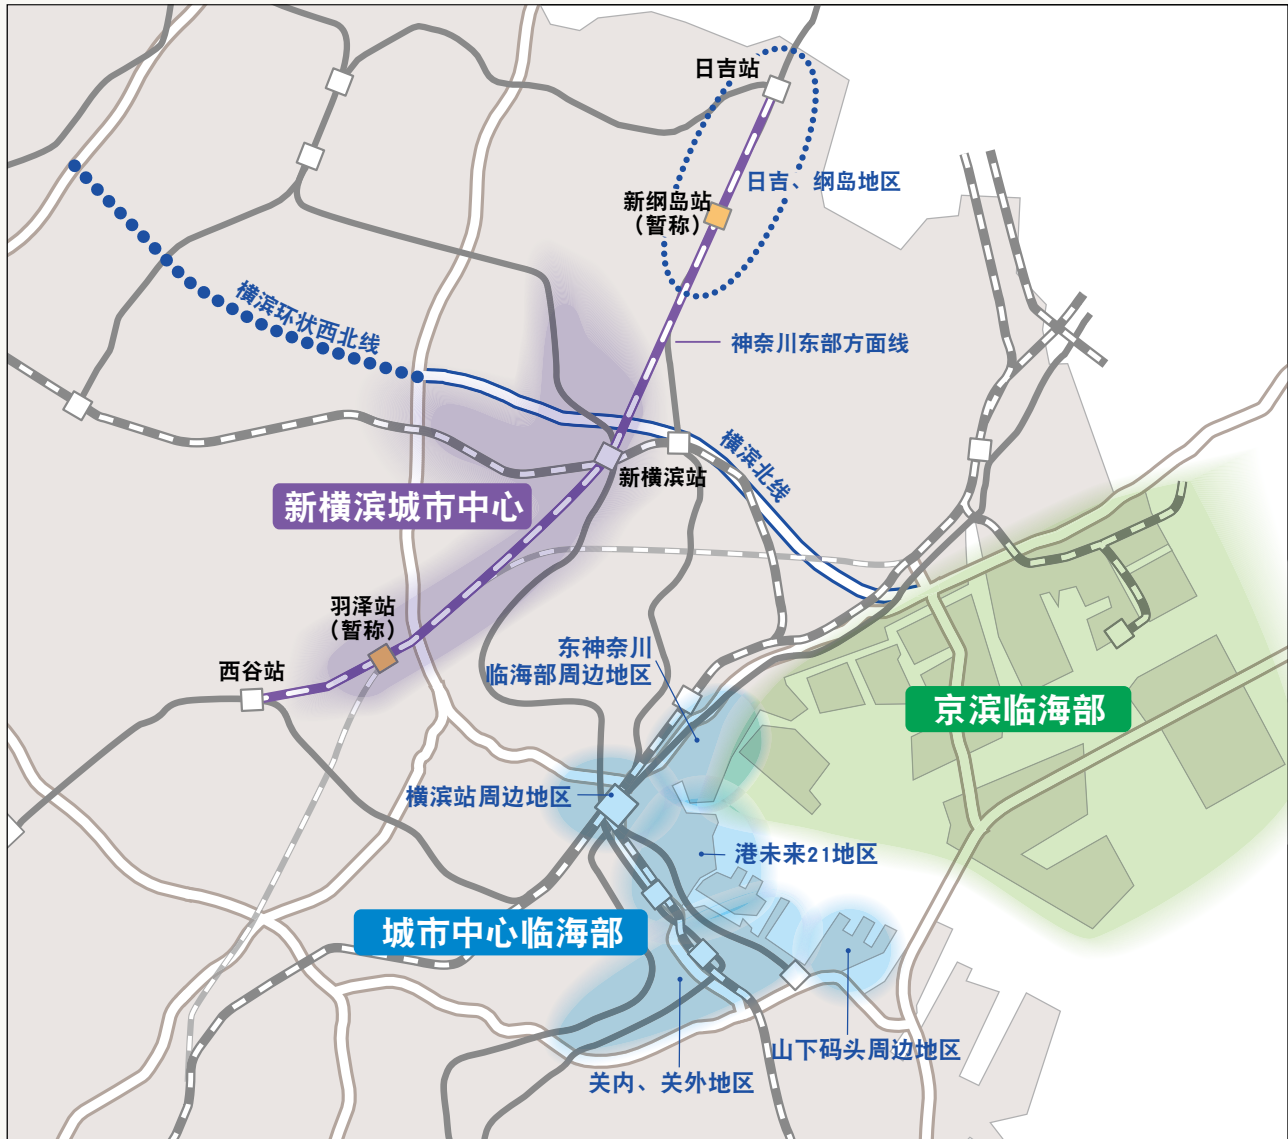 日吉站
日吉、纲岛地区
新纲岛站
（暂称）
横滨环状西北线
神奈川东部方面线
横滨北线
新横滨站
新横滨城市中心
羽泽站
（暂称）
西谷站
东神奈川
临海部周边地区
京滨临海部
横滨站周边地区
港未来21地区
城市中心临海部
山下码头周边地区
关内、关外地区